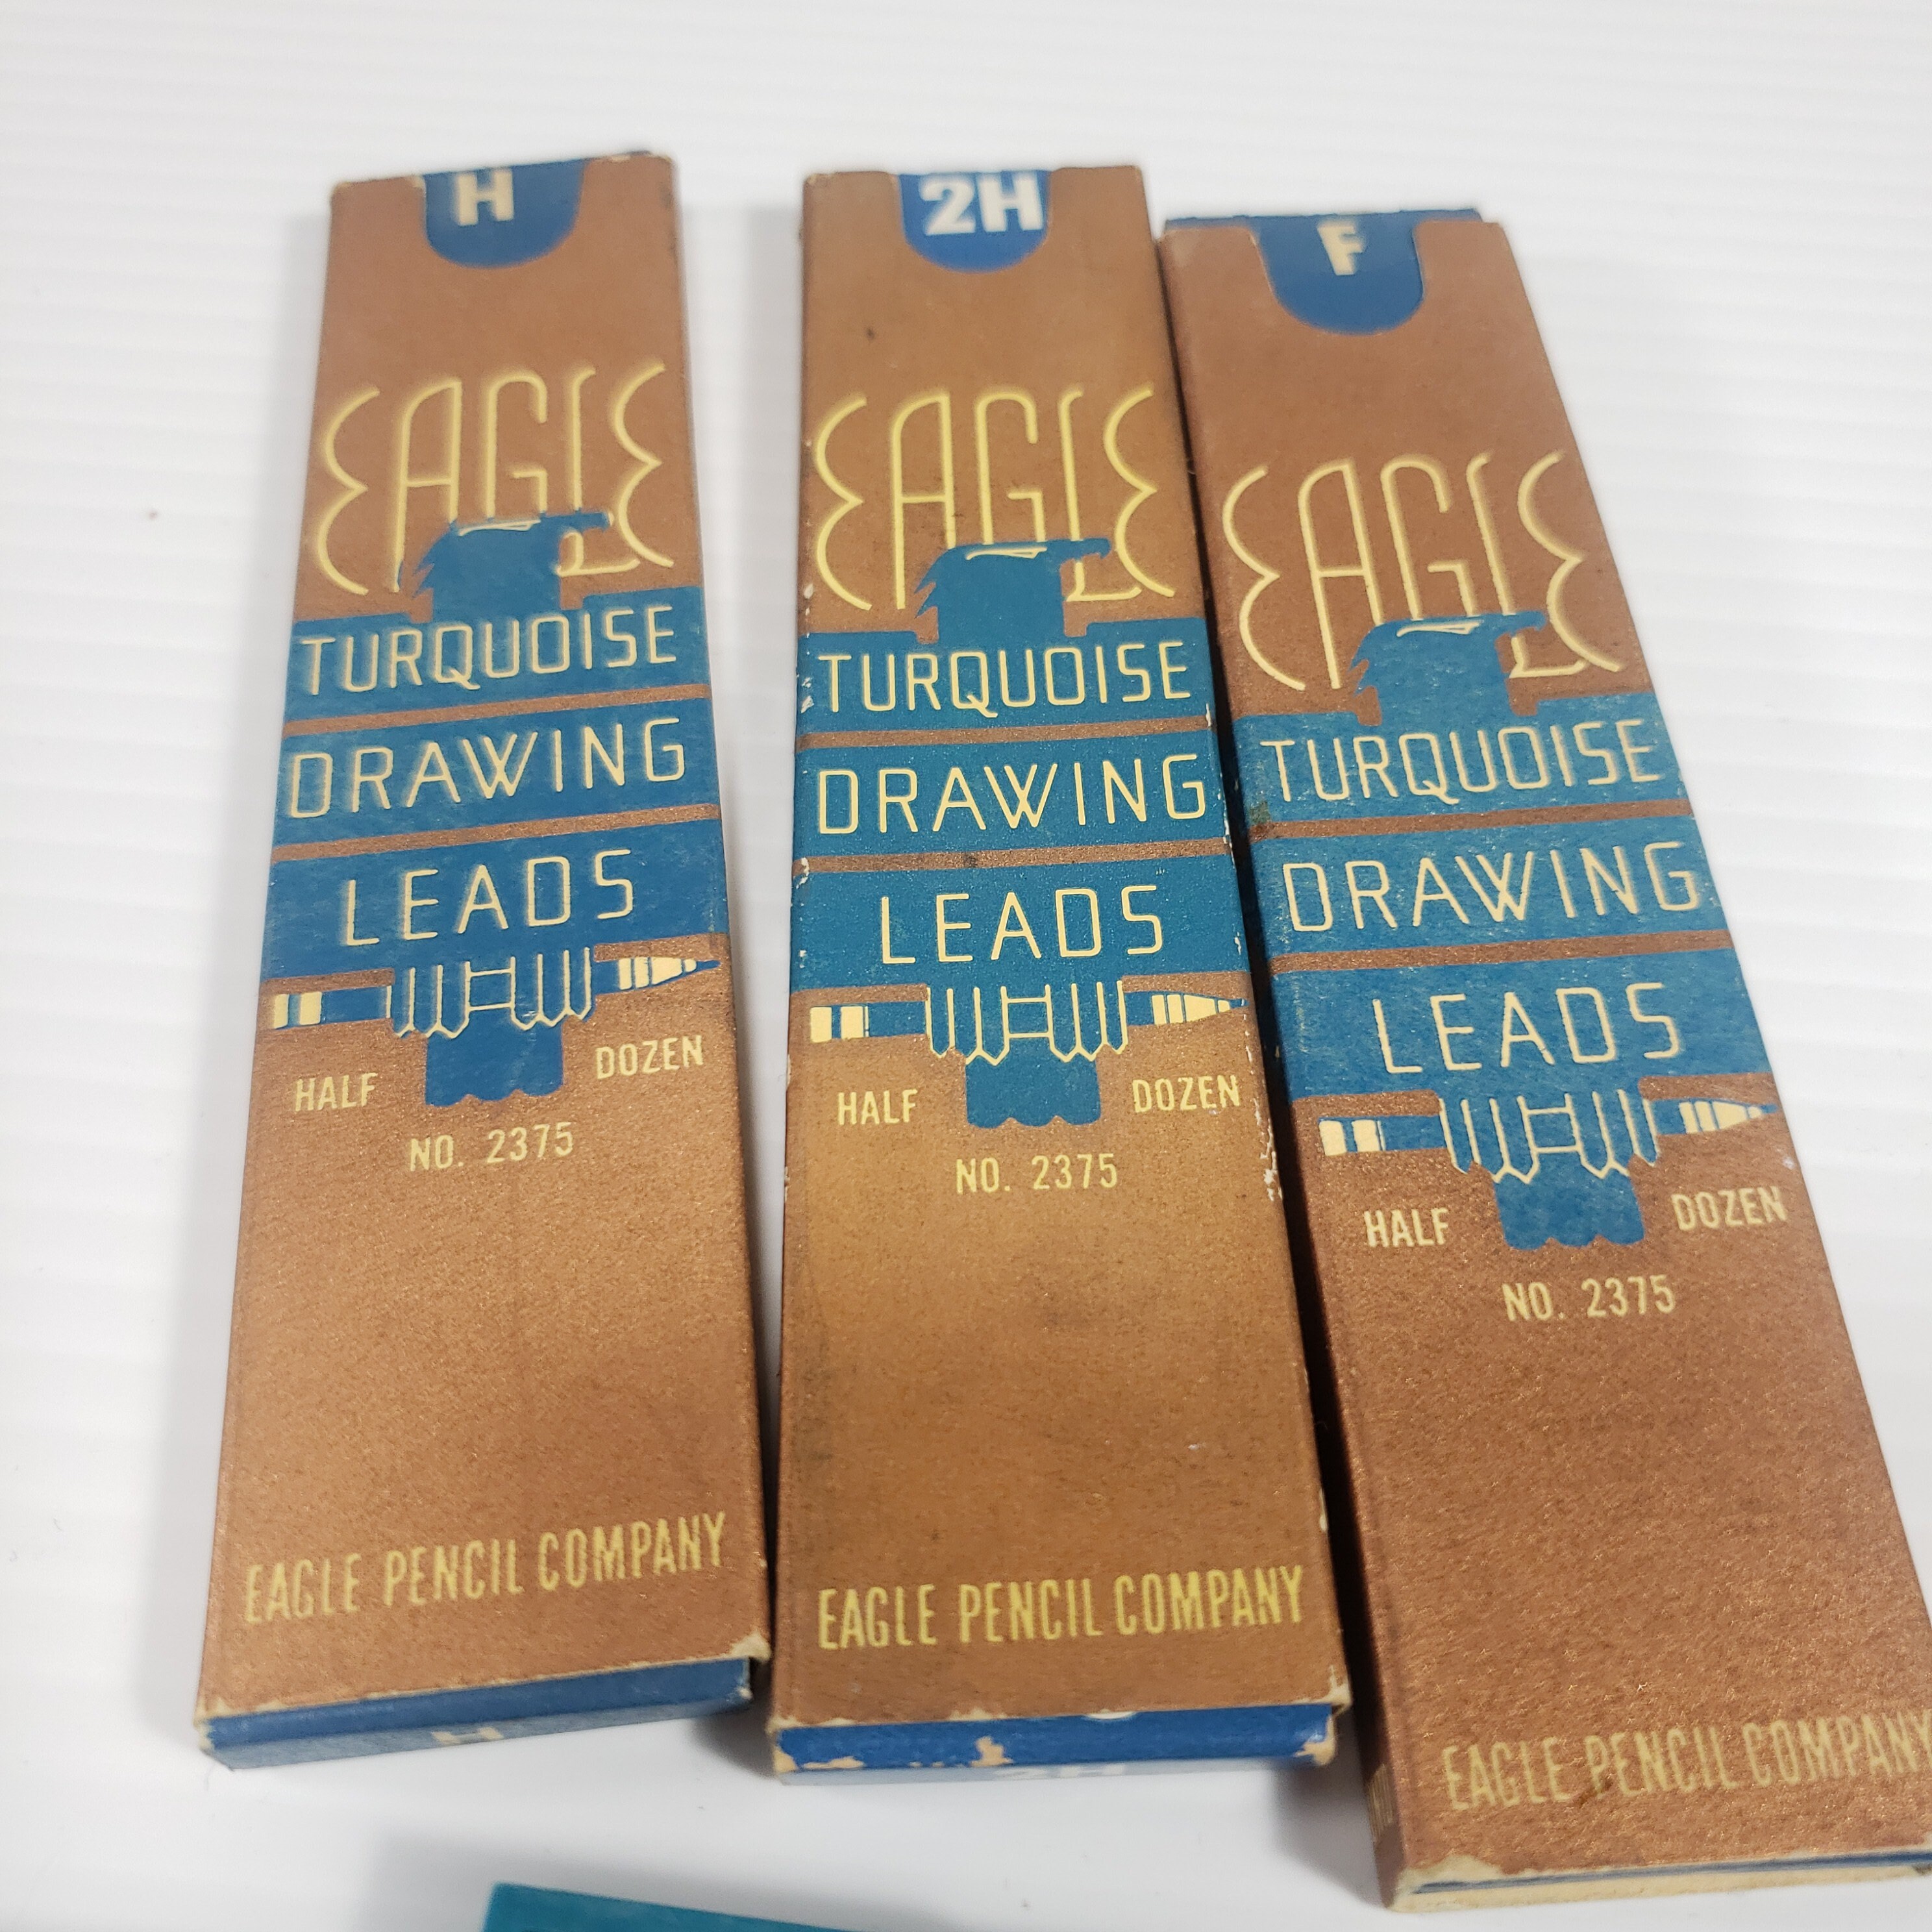 H
EAGLE
TURQUOISE
DRAWING
LEADS
HALF DOZEN
NO. 2375
EAGLE PENCIL COMPANY
H
2H
EAGLE
TURQUOISE
DRAWING
LEADS
HALF DOZEN
NO. 2375
EAGLE PENCIL COMPANY
2H
F
EAGLE
TURQUOISE
DRAWING
LEADS
HALF DOZEN
NO. 2375
EAGLE PENCIL COMPANY